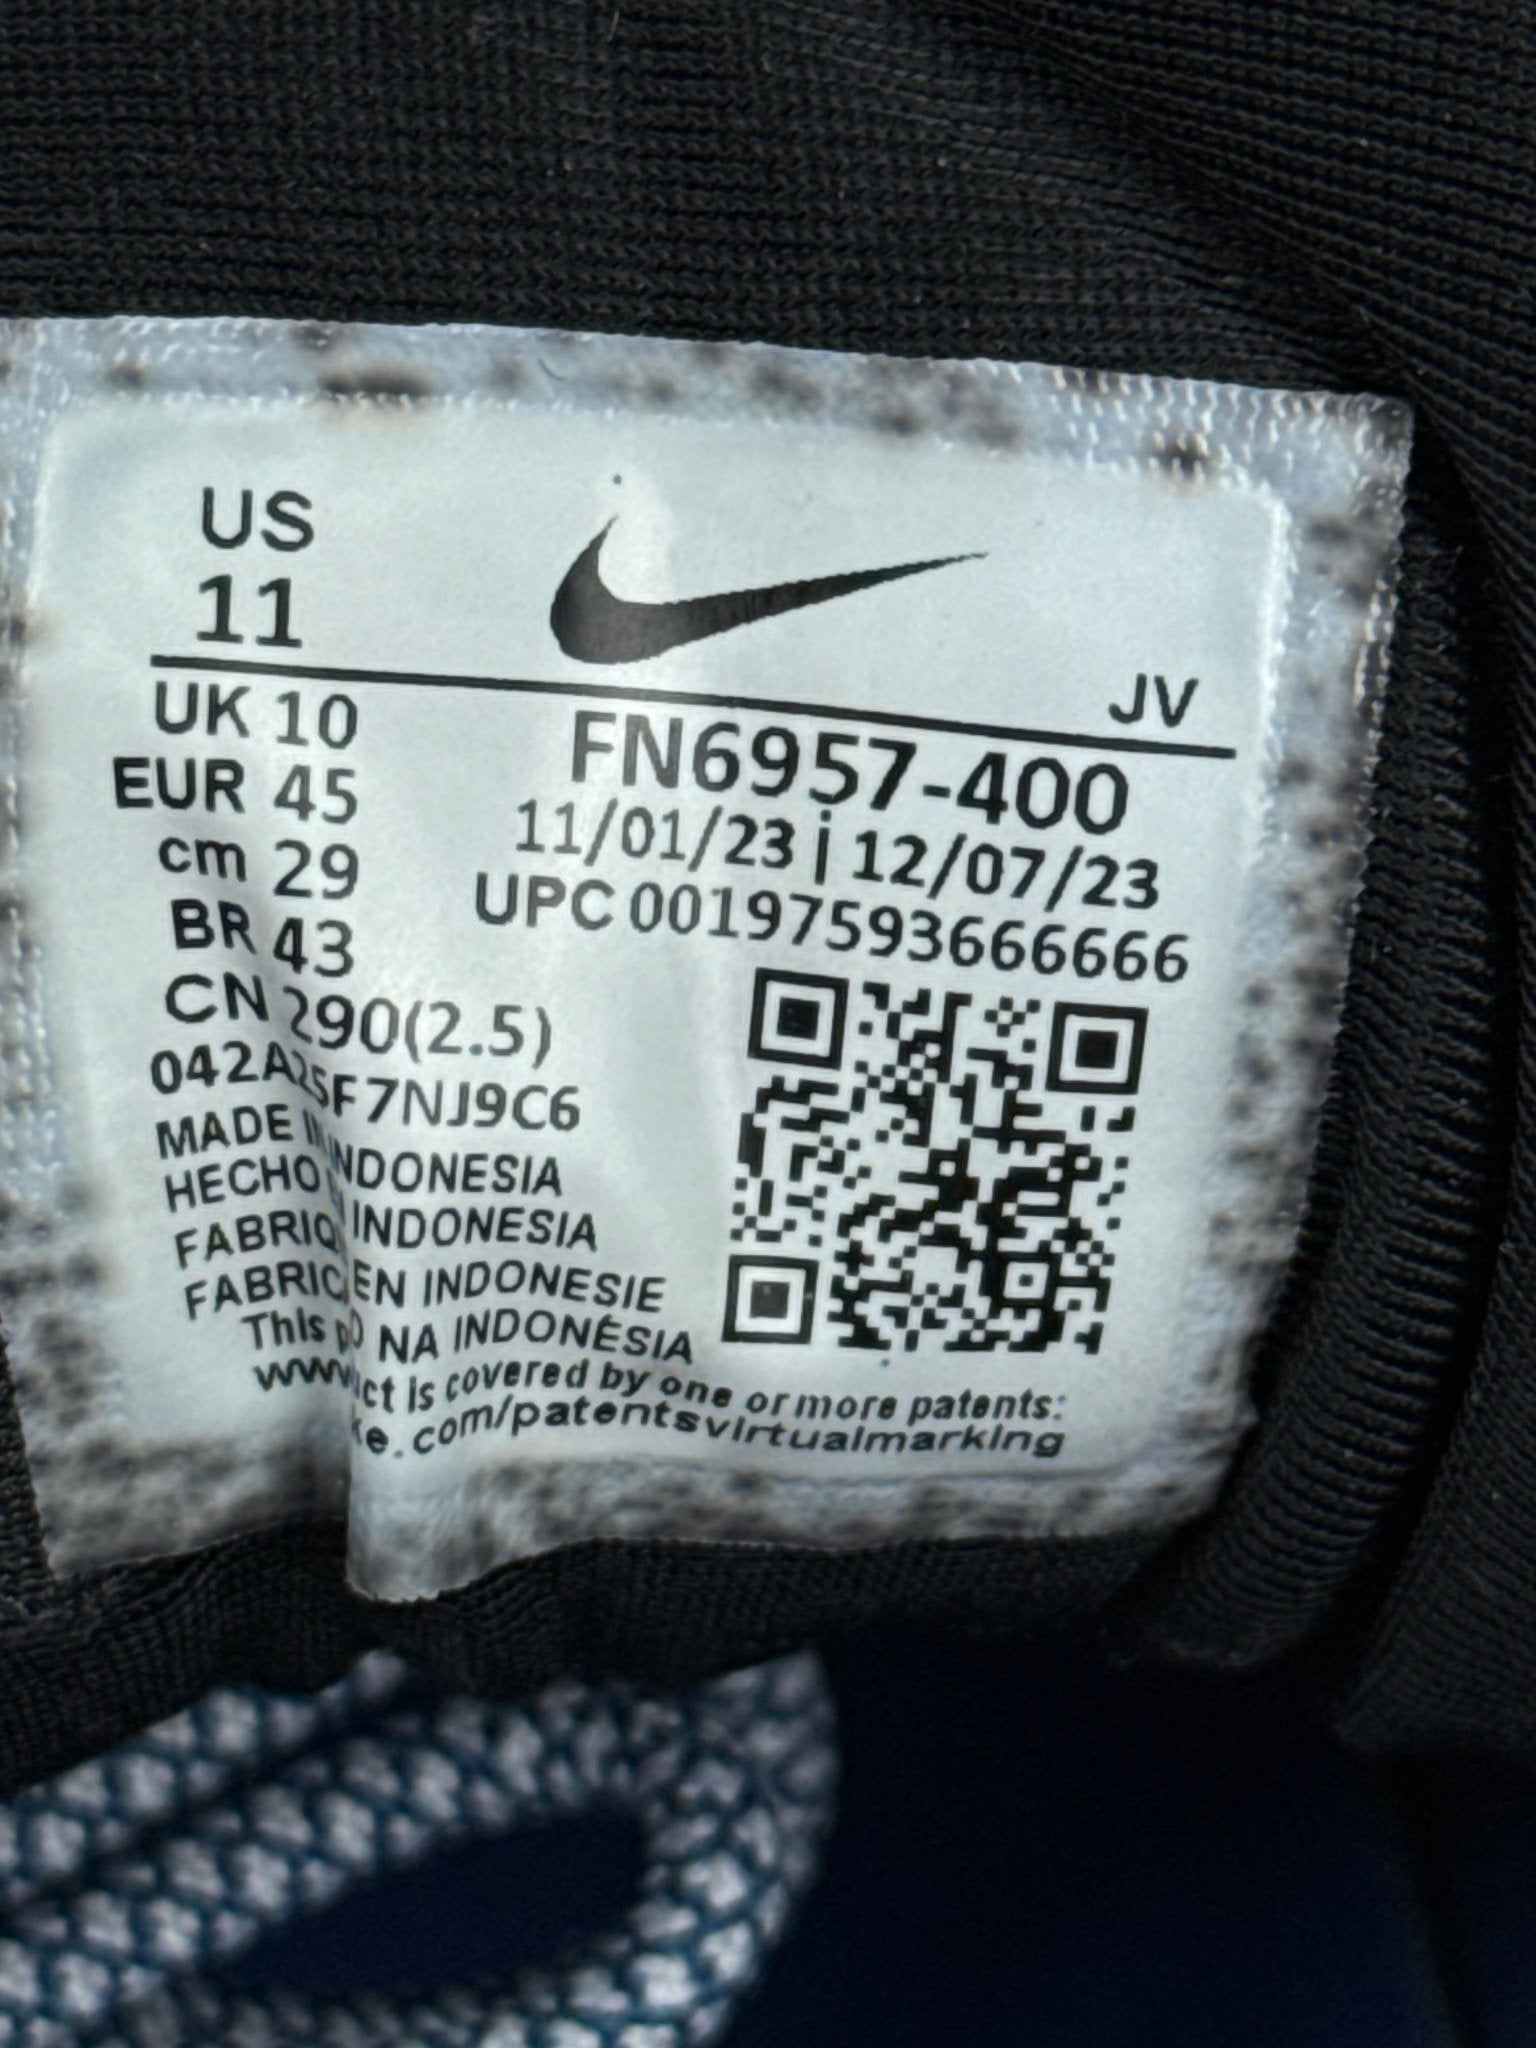 US
11
JV
UK 10
EUR 45
cm 29
BR 43
CN 290(2.5)
FN6957-400
11/01/23 | 12/07/23
UPC 00197593666666
042A25F7NJ9C6
MADE IN INDONESIA
HECHO INDONESIA
INDONESIA
EN INDONESIE
NA INDONÉSIA
This is covered by one or more patents:
.com/patentsvirtualmarking